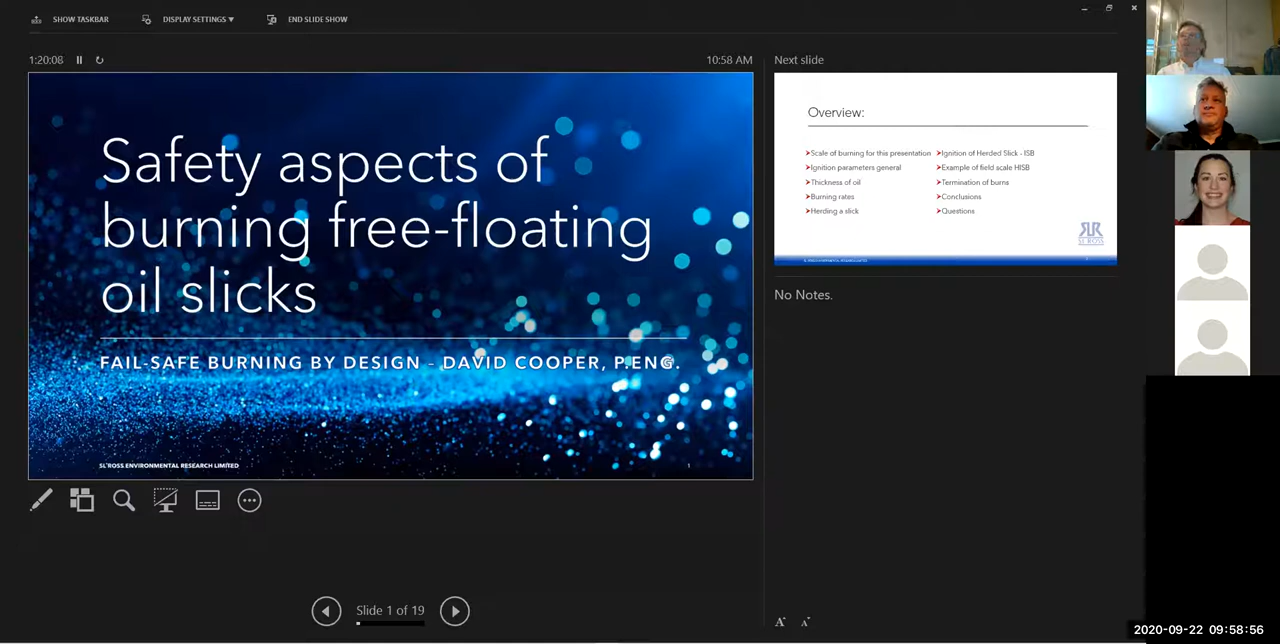 SHOW TASKBAR
DISPLAY SETTINGS ▼
END SLIDE SHOW
1:20:08
10:58 AM
Safety aspects of
burning free-floating
oil slicks
FAIL-SAFE BURNING BY DESIGN - DAVID COOPER, P.ENG.
SL ROSS ENVIRONMENTAL RESEARCH LIMITED
1
Slide 1 of 19
Next slide
Overview:
➤Scale of burning for this presentation
➤Ignition parameters general
➤Thickness of oil
➤Burning rates
➤Herding a slick
➤Ignition of Herded Slick - ISB
➤Example of field scale HISB
➤Termination of burns
➤Conclusions
➤Questions
SL ROSS
No Notes.
A A
2020-09-22 09:58:56